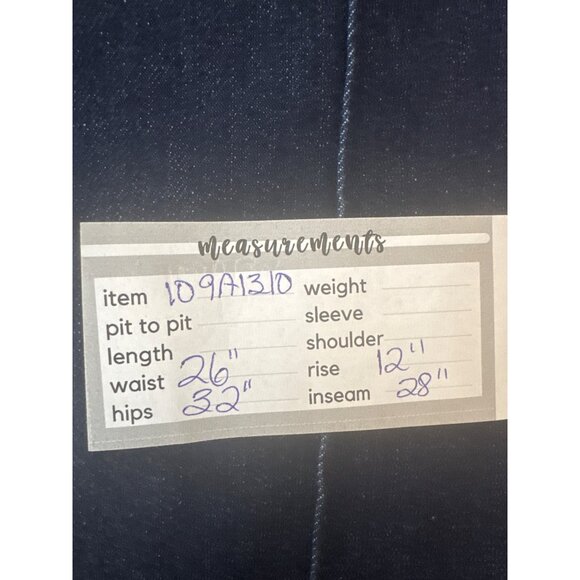 measurements
item 109A1310 weight
pit to pit sleeve
length shoulder
waist 26" rise 12"
hips 32" inseam 28"